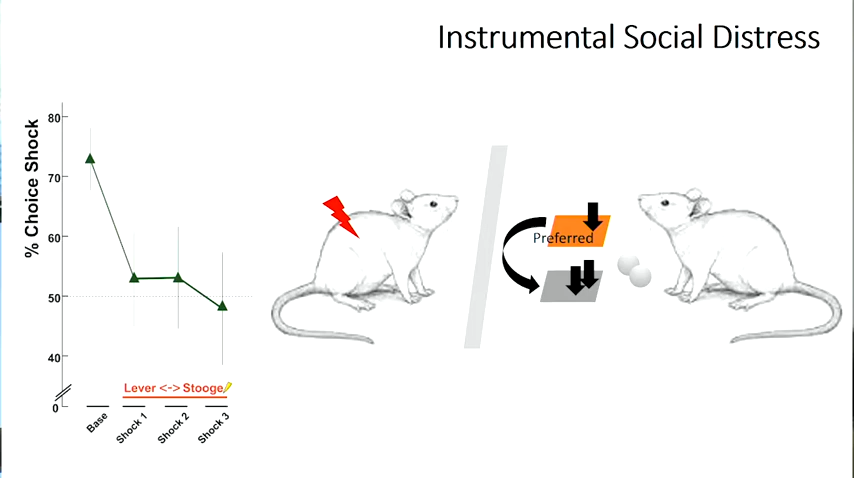 Instrumental Social Distress
% Choice Shock
80
70
60
50
40
0
Lever <-> Stooge
Base
Shock 1
Shock 2
Shock 3
Preferred